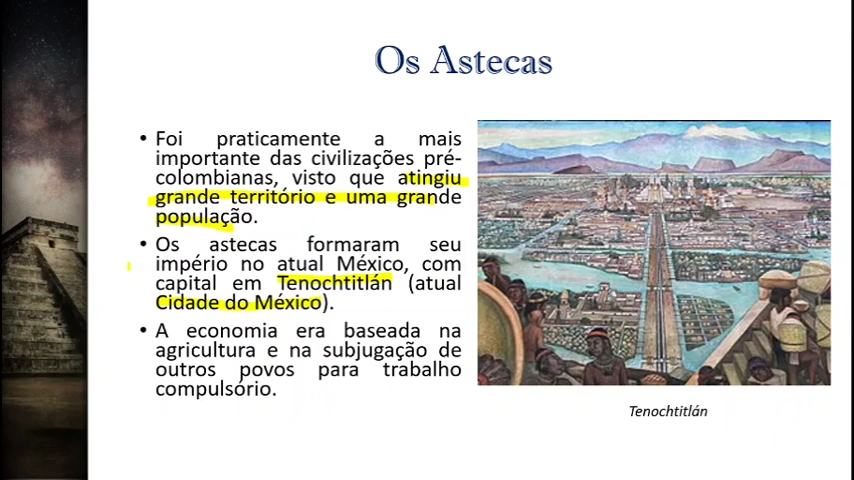 Os Astecas
• Foi praticamente a mais
importante das civilizações pré-
colombianas, visto que atingiu
grande território e uma grande
população.
• Os astecas formaram seu
império no atual México, com
capital em Tenochtitlán (atual
Cidade do México).
• A economia era baseada na
agricultura e na subjugação de
outros povos para trabalho
compulsório.
Tenochtitlán